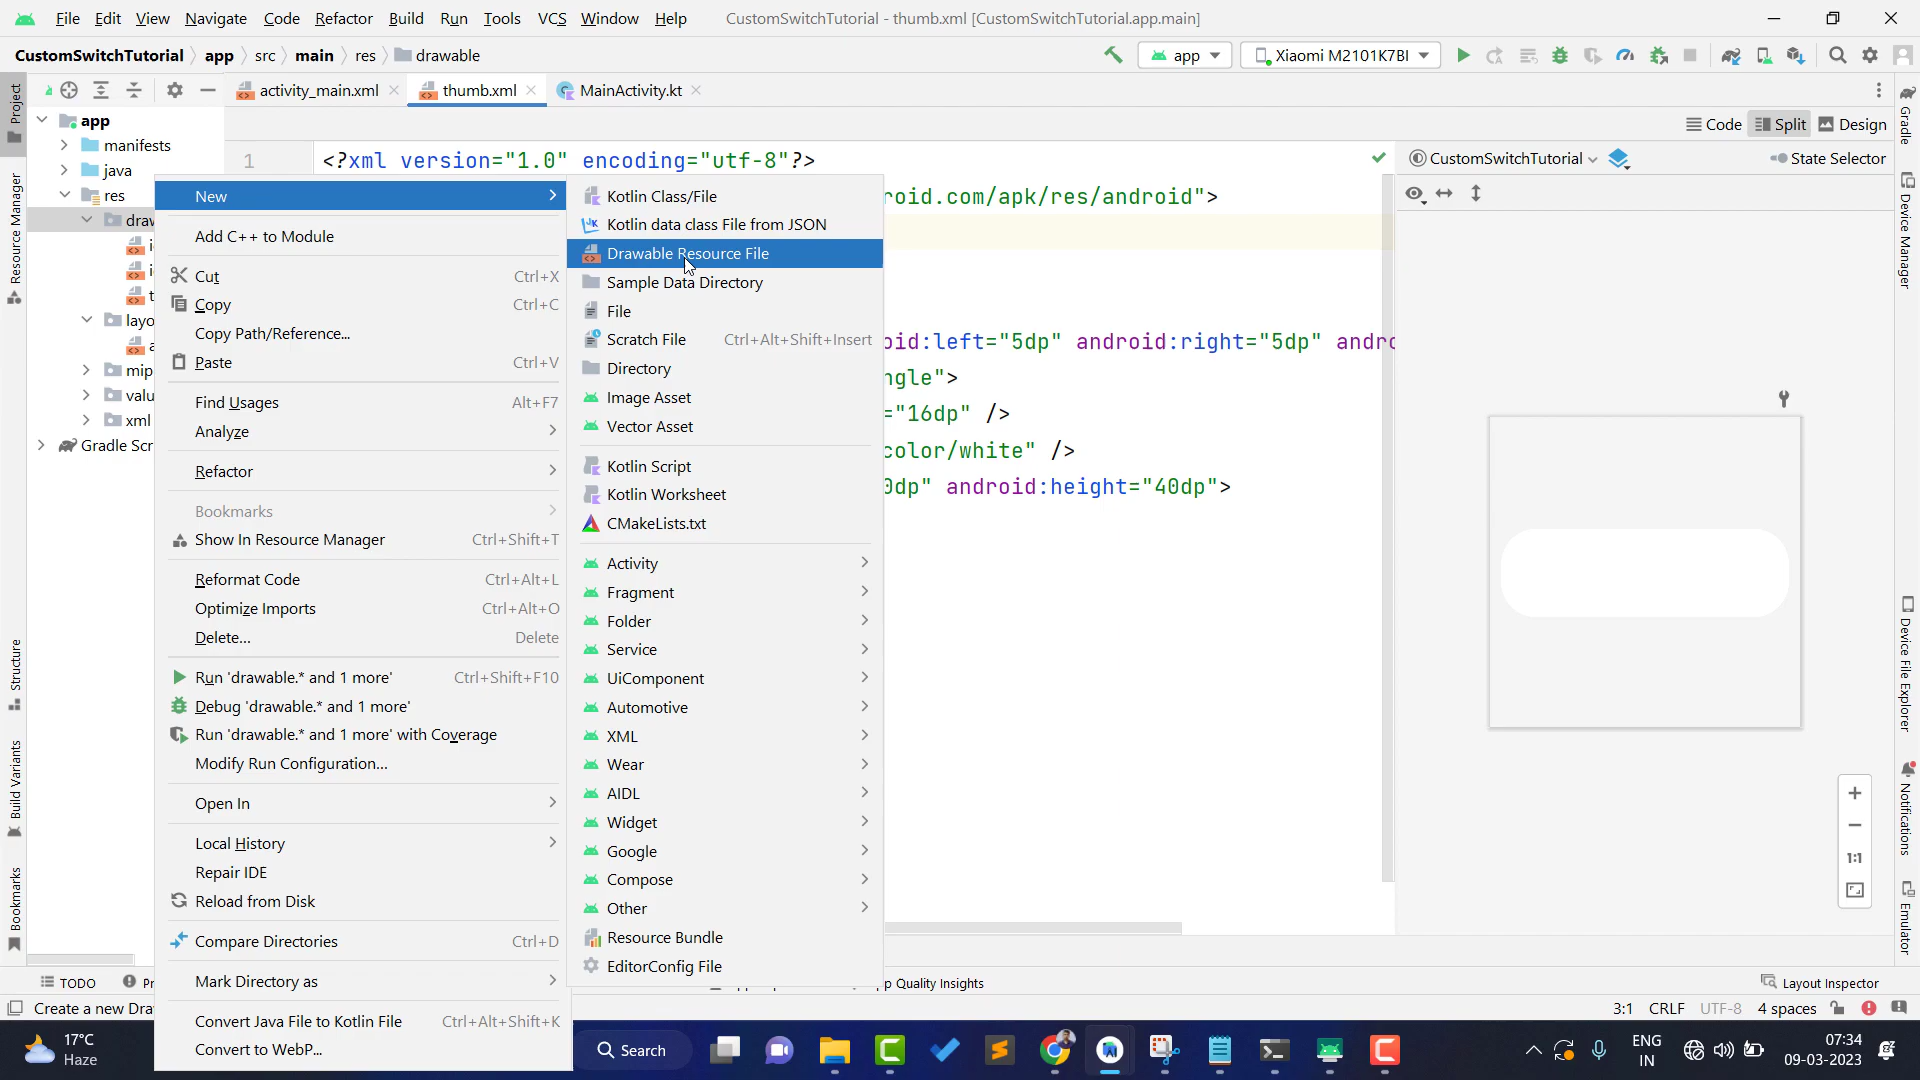 File Edit View Navigate Code Refactor Build Run Tools VCS Window Help CustomSwitchTutorial - thumb.xml [CustomSwitchTutorial.app.main]
CustomSwitchTutorial app src main res drawable app Xiaomi M2101K7BI
activity_main.xml thumb.xml MainActivity.kt
Code Split Design
Project
Resource Manager
Structure
Build Variants
Bookmarks
app
manifests
java
res
layo
mip
valu
xml
Gradle Scr
1 <?xml version="1.0" encoding="utf-8"?>
roid.com/apk/res/android">
oid:left="5dp" android:right="5dp" andro
ngle">
="16dp" />
color/white" />
0dp" android:height="40dp">
New
Add C++ to Module
Cut Ctrl+X
Copy Ctrl+C
Copy Path/Reference...
Paste Ctrl+V
Find Usages Alt+F7
Analyze
Refactor
Bookmarks
Show In Resource Manager Ctrl+Shift+T
Reformat Code Ctrl+Alt+L
Optimize Imports Ctrl+Alt+O
Delete... Delete
Run 'drawable.* and 1 more' Ctrl+Shift+F10
Debug 'drawable.* and 1 more'
Run 'drawable.* and 1 more' with Coverage
Modify Run Configuration...
Open In
Local History
Repair IDE
Reload from Disk
Compare Directories Ctrl+D
Mark Directory as
Convert Java File to Kotlin File Ctrl+Alt+Shift+K
Convert to WebP...
Kotlin Class/File
Kotlin data class File from JSON
Drawable Resource File
Sample Data Directory
File
Scratch File Ctrl+Alt+Shift+Insert
Directory
Image Asset
Vector Asset
Kotlin Script
Kotlin Worksheet
CMakeLists.txt
Activity
Fragment
Folder
Service
UiComponent
Automotive
XML
Wear
AIDL
Widget
Google
Compose
Other
Resource Bundle
EditorConfig File
CustomSwitchTutorial State Selector
1:1
Gradle
Device Manager
Device File Explorer
Notifications
Emulator
TODO Quality Insights Layout Inspector
Create a new Dra 3:1 CRLF UTF-8 4 spaces
17°C
Haze
Search
ENG
IN
07:34
09-03-2023